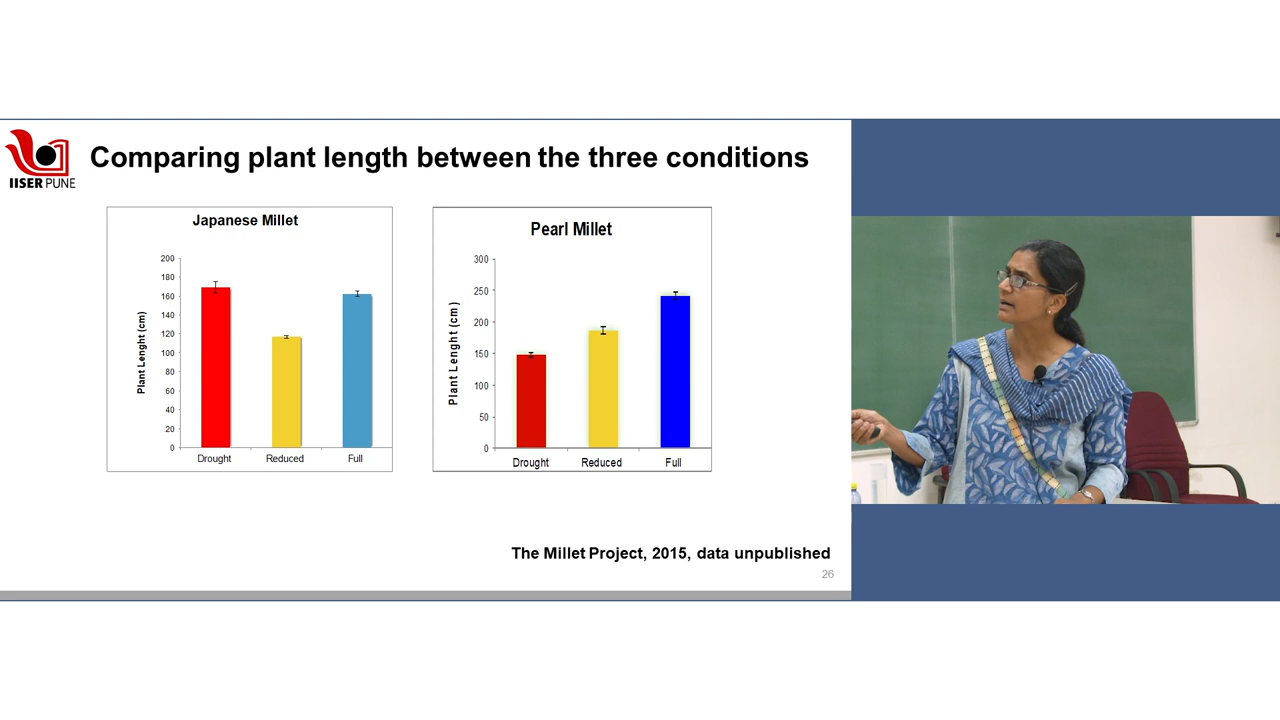 IISER PUNE
Comparing plant length between the three conditions
Japanese Millet
Plant Lenght (cm)
200
180
160
140
120
100
80
60
40
20
0
Drought Reduced Full
Pearl Millet
Plant Lenght (cm)
300
250
200
150
100
50
0
Drought Reduced Full
The Millet Project, 2015, data unpublished
26